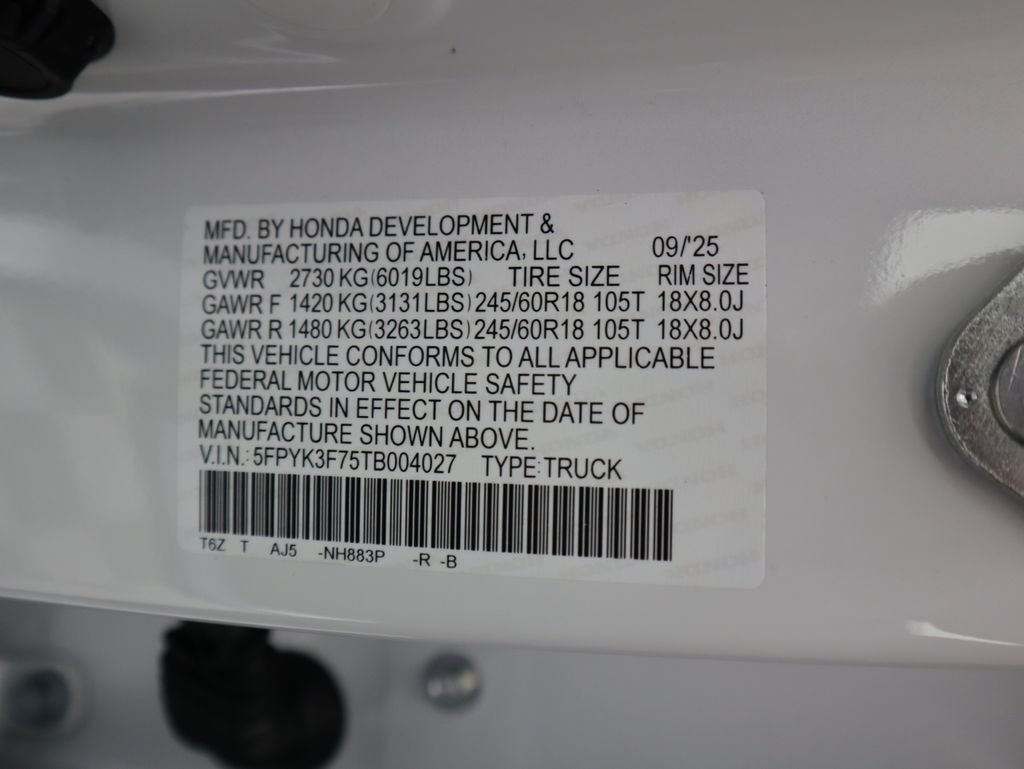 MFD. BY HONDA DEVELOPMENT &
MANUFACTURING OF AMERICA, LLC 09/'25
GVWR 2730 KG(6019LBS) TIRE SIZE RIM SIZE
GAWR F 1420 KG(3131LBS) 245/60R18 105T 18X8.0J
GAWR R 1480 KG(3263LBS) 245/60R18 105T 18X8.0J
THIS VEHICLE CONFORMS TO ALL APPLICABLE
FEDERAL MOTOR VEHICLE SAFETY
STANDARDS IN EFFECT ON THE DATE OF
MANUFACTURE SHOWN ABOVE.
V.I.N.: 5FPYK3F75TB004027 TYPE:TRUCK
T6Z T AJ5 -NH883P -R -B